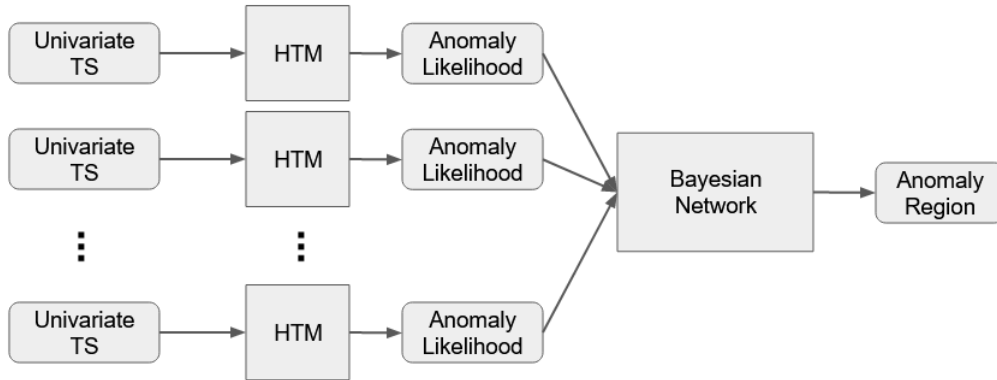 Univariate
TS
HTM
Anomaly
Likelihood
Univariate
TS
HTM
Anomaly
Likelihood
Bayesian
Network
Anomaly
Region
Univariate
TS
HTM
Anomaly
Likelihood